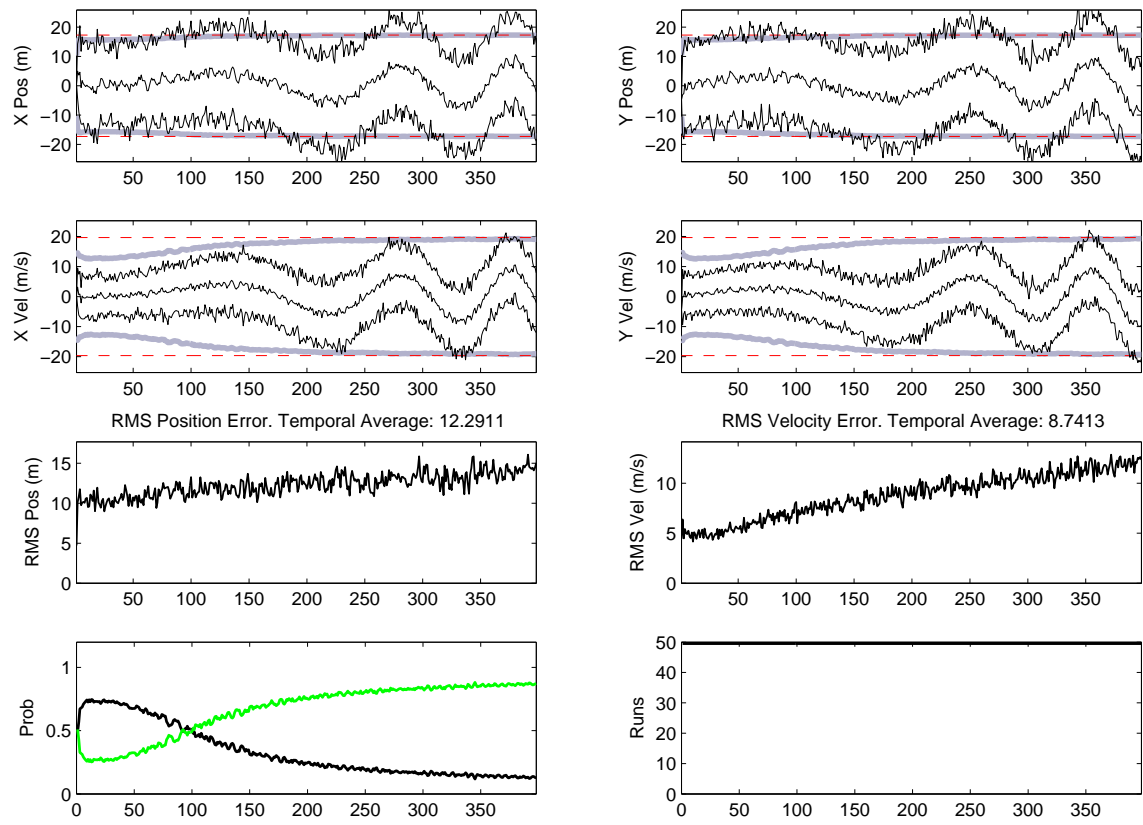 20
10
0
−10
−20
X Pos (m)
50 100 150 200 250 300 350
20
10
0
−10
−20
Y Pos (m)
50 100 150 200 250 300 350
20
10
0
−10
−20
X Vel (m/s)
50 100 150 200 250 300 350
20
10
0
−10
−20
Y Vel (m/s)
50 100 150 200 250 300 350
RMS Position Error. Temporal Average: 12.2911
15
10
5
0
RMS Pos (m)
50 100 150 200 250 300 350
RMS Velocity Error. Temporal Average: 8.7413
10
5
0
RMS Vel (m/s)
50 100 150 200 250 300 350
1
0.5
0
Prob
0 50 100 150 200 250 300 350
50
40
30
20
10
0
Runs
0 50 100 150 200 250 300 350